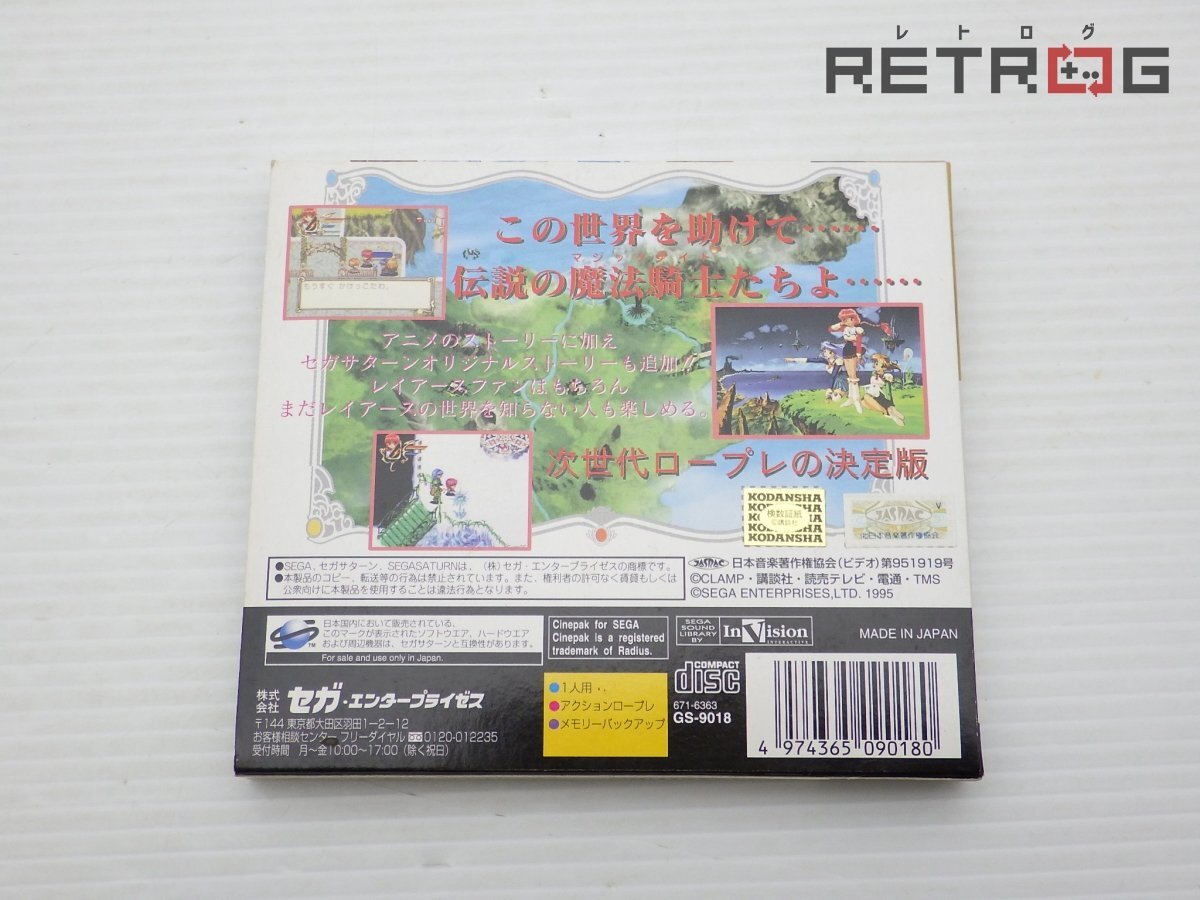 レトログ
RETROG
この世界を助けて……
マジックナイト
伝説の魔法騎士たちよ……
もうすぐ かけっこだわ。
アニメのストーリーに加え
セガサターンオリジナルストーリーも追加!!
レイアースファンはもちろん
まだレイアースの世界を知らない人も楽しめる。
次世代ロープレの決定版
KODANSHA
検数証紙
©講談社
KODANSHA
JASRAC
V
●SEGA、セガサターン、SEGASATURNは、(株)セガ・エンタープライゼスの商標です。
●本製品のコピー、転送等の行為は禁止されています。また、権利者の許可なく賃貸もしくは
公衆向けに本製品を使用することは違法行為となります。
JASRAC 日本音楽著作権協会(ビデオ)第951919号
©CLAMP・講談社・読売テレビ・電通・TMS
©SEGA ENTERPRISES,LTD. 1995
日本国内において販売されている、
このマークが表示されたソフトウエア、ハードウエア
および周辺機器は、セガサターンと互換性があります。
For sale and use only in Japan.
TM
Cinepak for SEGA
Cinepak is a registered
trademark of Radius.
SEGA
SOUND
LIBRARY
BY
InVision
INTERACTIVE
MADE IN JAPAN
株式会社 セガ・エンタープライゼス
〒144 東京都大田区羽田1-2-12
お客様相談センター フリーダイヤル 0120-012235
受付時間 月〜金10:00〜17:00(除く祝日)
●1人用
●アクションロープレ
●メモリーバックアップ
COMPACT
disc
671-6363
GS-9018
4 974365 090180